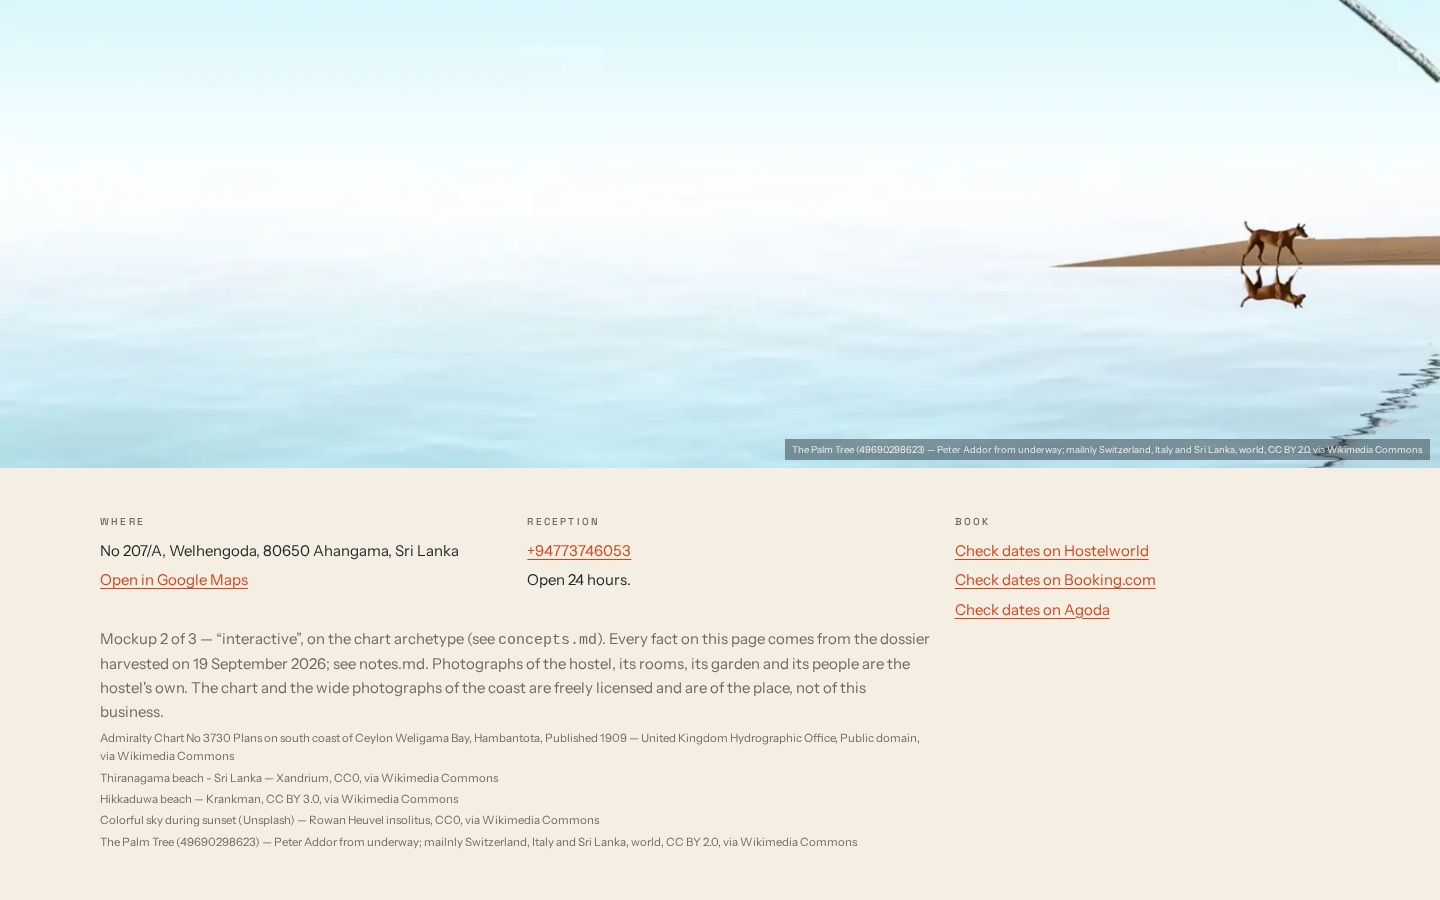 The Palm Tree (49690298623) — Peter Addor from underway; mailnly Switzerland, Italy and Sri Lanka, world, CC BY 2.0, via Wikimedia Commons
WHERE
No 207/A, Welhengoda, 80650 Ahangama, Sri Lanka
Open in Google Maps
RECEPTION
+94773746053
Open 24 hours.
BOOK
Check dates on Hostelworld
Check dates on Booking.com
Check dates on Agoda
Mockup 2 of 3 — “interactive”, on the chart archetype (see concepts.md). Every fact on this page comes from the dossier
harvested on 19 September 2026; see notes.md. Photographs of the hostel, its rooms, its garden and its people are the
hostel's own. The chart and the wide photographs of the coast are freely licensed and are of the place, not of this
business.
Admiralty Chart No 3730 Plans on south coast of Ceylon Weligama Bay, Hambantota, Published 1909 — United Kingdom Hydrographic Office, Public domain,
via Wikimedia Commons
Thiranagama beach - Sri Lanka — Xandrium, CC0, via Wikimedia Commons
Hikkaduwa beach — Krankman, CC BY 3.0, via Wikimedia Commons
Colorful sky during sunset (Unsplash) — Rowan Heuvel insolitus, CC0, via Wikimedia Commons
The Palm Tree (49690298623) — Peter Addor from underway; mailnly Switzerland, Italy and Sri Lanka, world, CC BY 2.0, via Wikimedia Commons